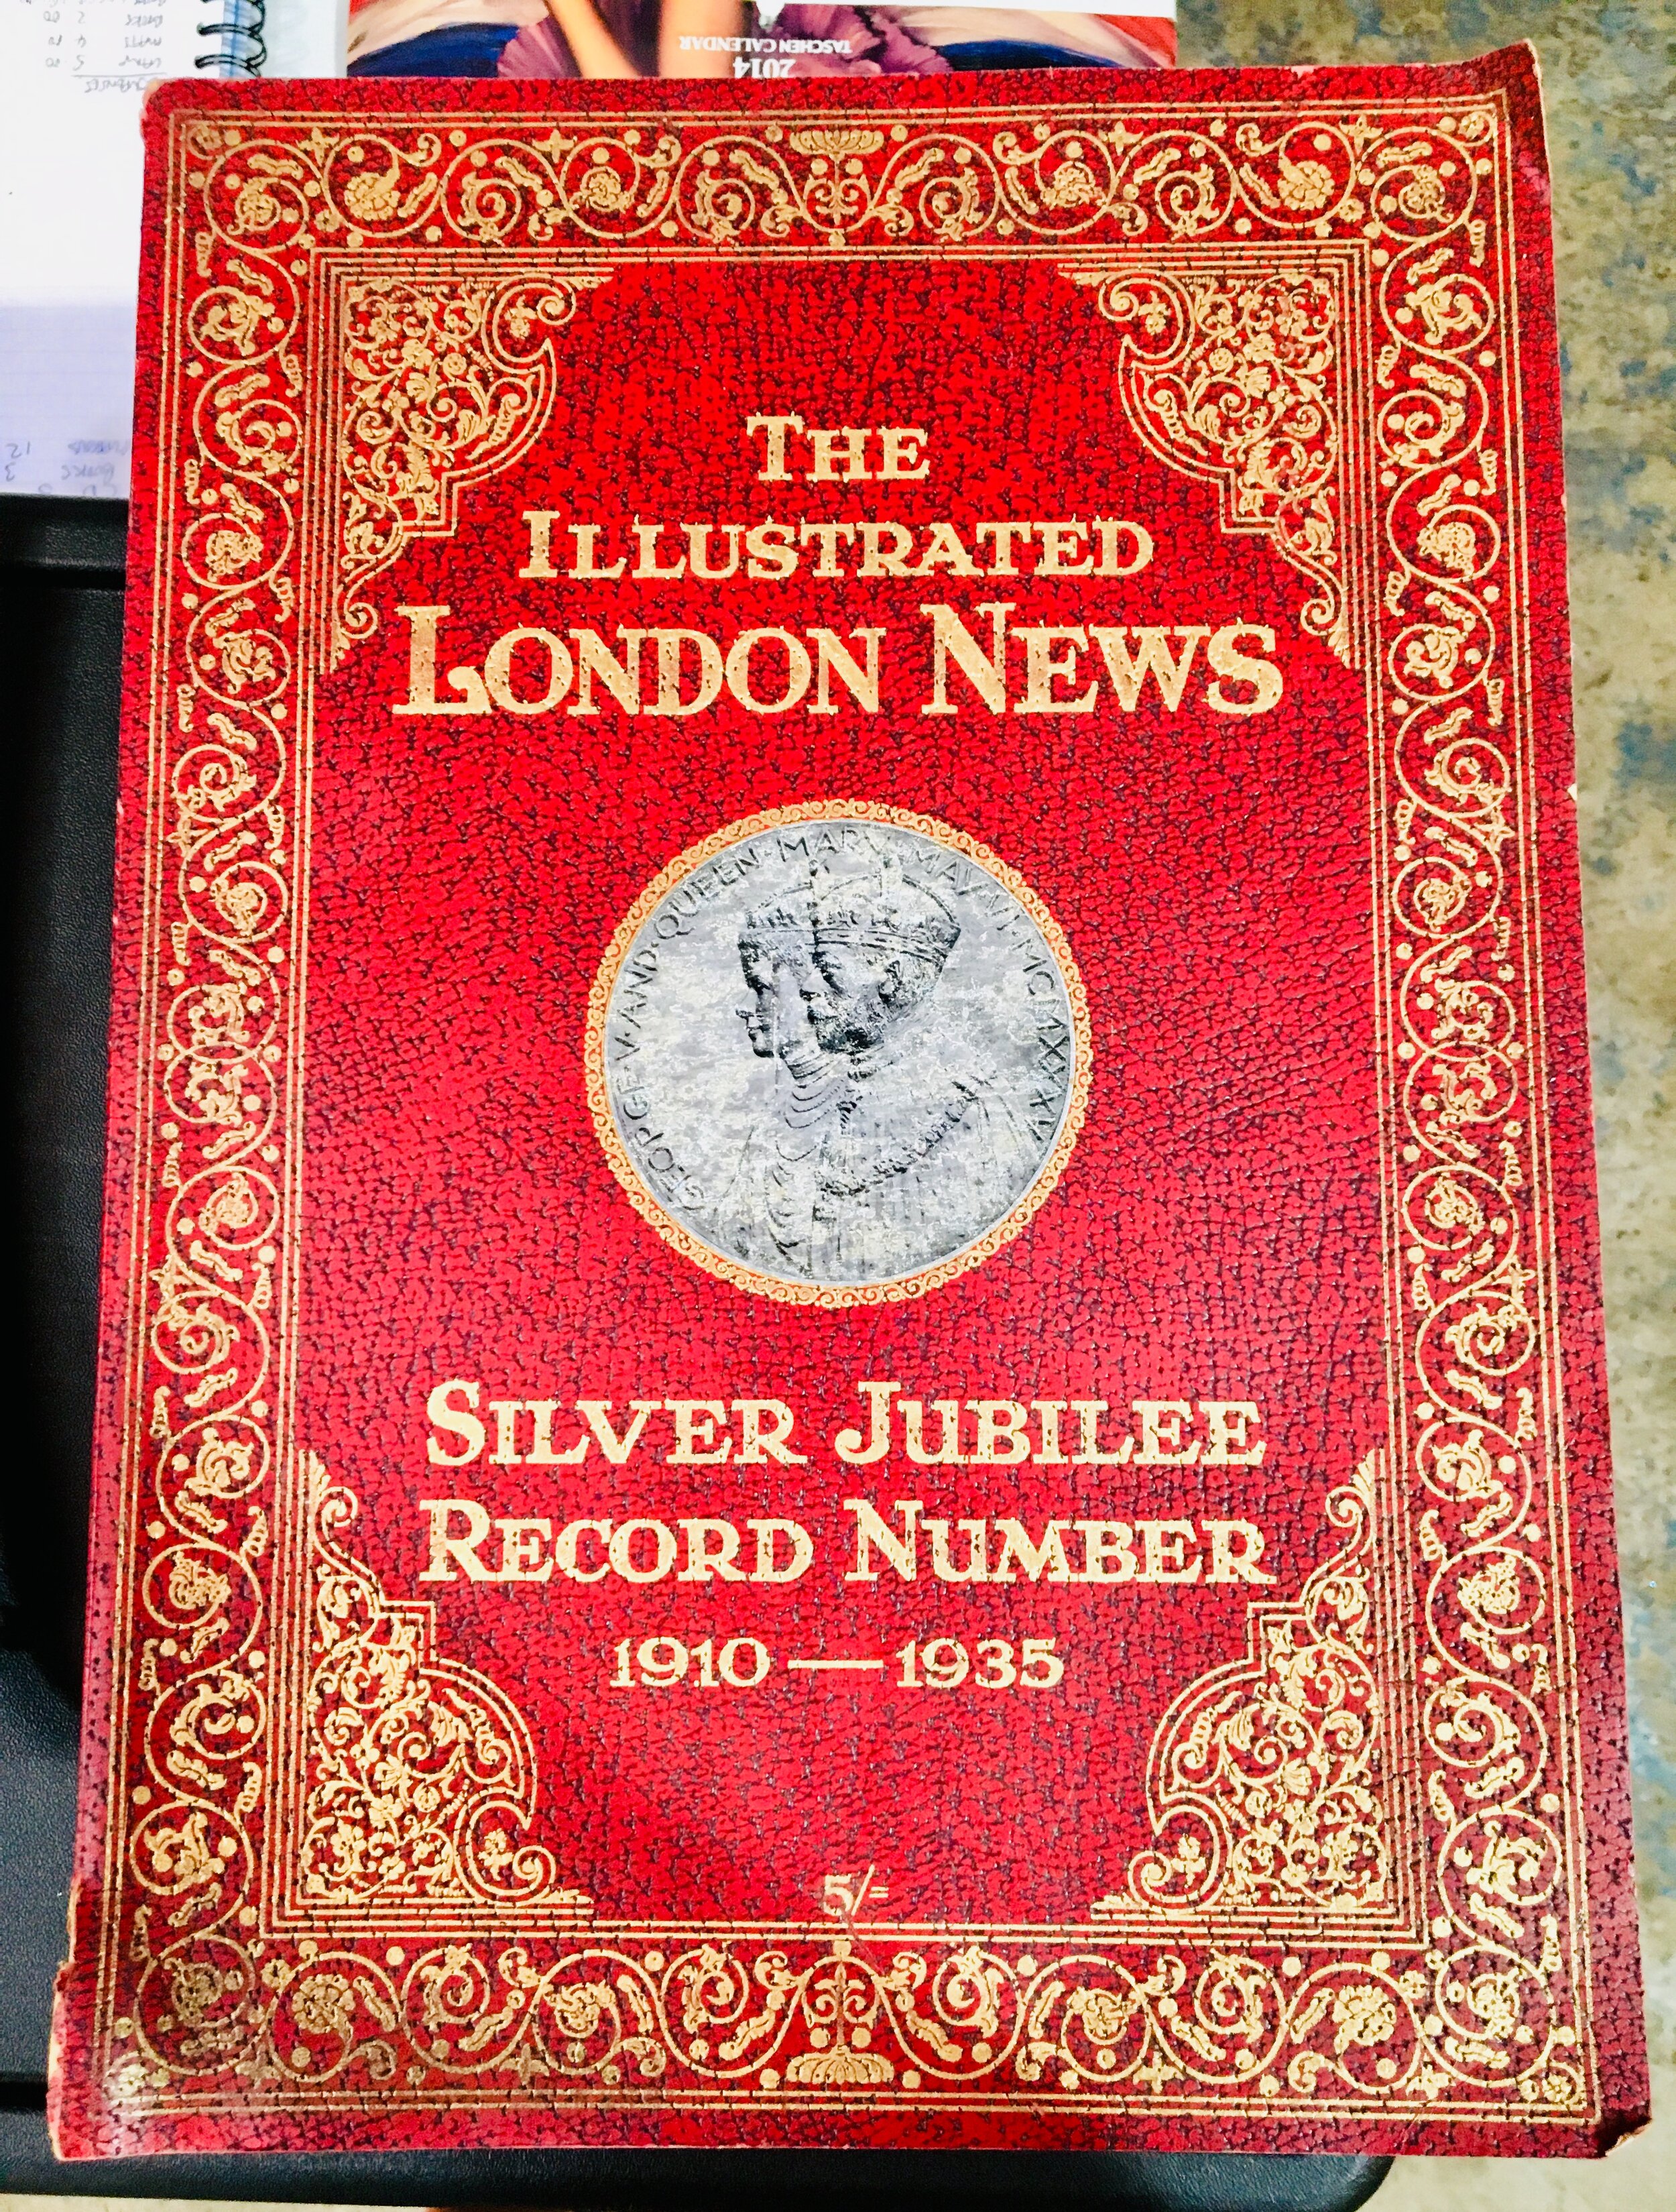 2014
TASCHEN CALENDAR
THE
ILLUSTRATED
LONDON NEWS
GEORGE·V·AND·QUEEN·MARY·MAY·VI·MCMXXXV
SILVER JUBILEE
RECORD NUMBER
1910 — 1935
5/=